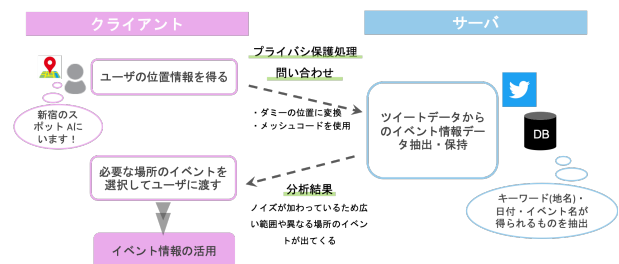 クライアント
サーバ
ユーザの位置情報を得る
新宿のス
ポット Aに
います！
プライバシ保護処理
問い合わせ
・ダミーの位置に変換
・メッシュコードを使用
ツイートデータから
のイベント情報デー
タ抽出・保持
DB
キーワード(地名)・
日付・イベント名が
得られるものを抽出
必要な場所のイベントを
選択してユーザに渡す
分析結果
ノイズが加わっているため広
い範囲や異なる場所のイベン
トが出てくる
イベント情報の活用